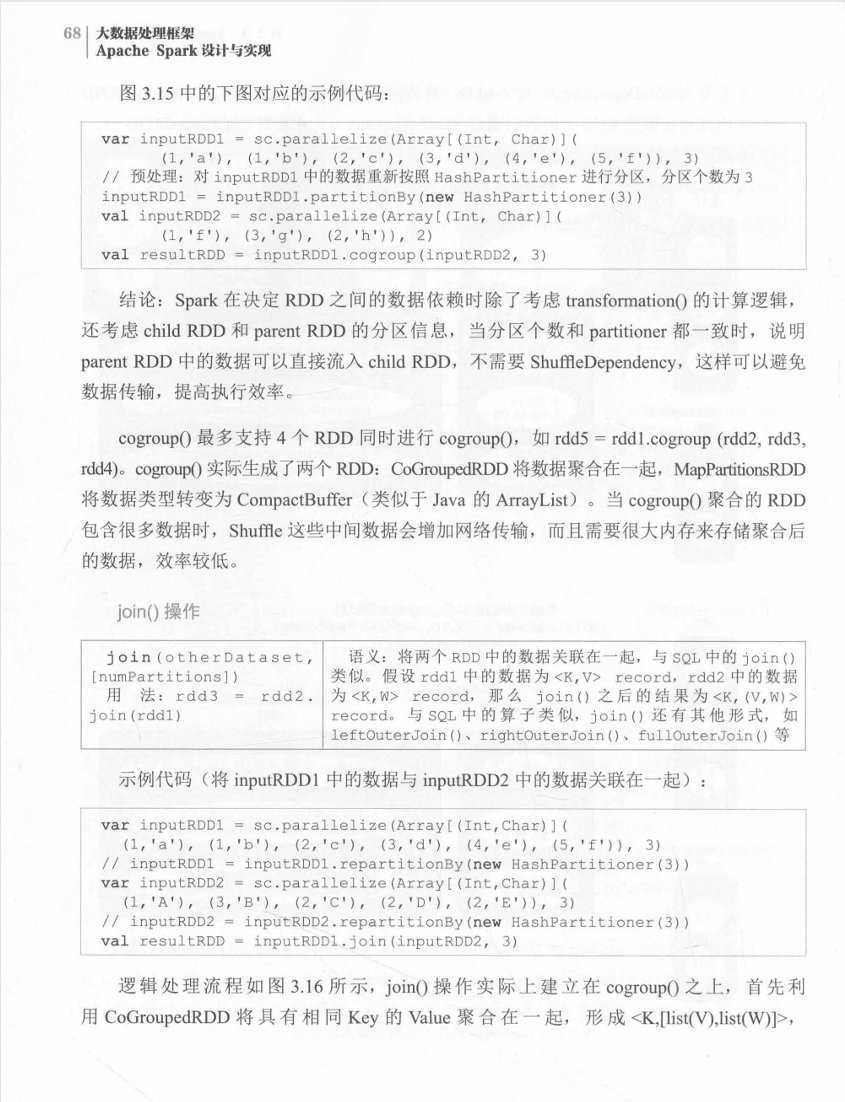 68
大数据处理框架
Apache Spark 设计与实现
图 3.15 中的下图对应的示例代码：
var inputRDD1 = sc.parallelize(Array[(Int, Char)](
(1,'a'), (1,'b'), (2,'c'), (3,'d'), (4,'e'), (5,'f')), 3)
// 预处理：对 inputRDD1 中的数据重新按照 HashPartitioner 进行分区，分区个数为 3
inputRDD1 = inputRDD1.partitionBy(new HashPartitioner(3))
val inputRDD2 = sc.parallelize(Array[(Int, Char)](
(1,'f'), (3,'g'), (2,'h')), 2)
val resultRDD = inputRDD1.cogroup(inputRDD2, 3)
结论：Spark 在决定 RDD 之间的数据依赖时除了考虑 transformation() 的计算逻辑，
还考虑 child RDD 和 parent RDD 的分区信息，当分区个数和 partitioner 都一致时，说明
parent RDD 中的数据可以直接流入 child RDD，不需要 ShuffleDependency，这样可以避免
数据传输，提高执行效率。
cogroup() 最多支持 4 个 RDD 同时进行 cogroup()，如 rdd5 = rdd1.cogroup (rdd2, rdd3,
rdd4)。cogroup() 实际生成了两个 RDD：CoGroupedRDD 将数据聚合在一起，MapPartitionsRDD
将数据类型转变为 CompactBuffer（类似于 Java 的 ArrayList）。当 cogroup() 聚合的 RDD
包含很多数据时，Shuffle 这些中间数据会增加网络传输，而且需要很大内存来存储聚合后
的数据，效率较低。
join() 操作
join(otherDataset,
[numPartitions])
用 法：rdd3 = rdd2.
join(rdd1)
语义：将两个 RDD 中的数据关联在一起，与 SQL 中的 join()
类似。假设 rdd1 中的数据为 <K,V> record，rdd2 中的数据
为 <K,W> record，那么 join() 之后的结果为 <K,(V,W)>
record。与 SQL 中的算子类似，join() 还有其他形式，如
leftOuterJoin()、rightOuterJoin()、fullOuterJoin() 等
示例代码（将 inputRDD1 中的数据与 inputRDD2 中的数据关联在一起）：
var inputRDD1 = sc.parallelize(Array[(Int,Char)](
(1,'a'), (1,'b'), (2,'c'), (3,'d'), (4,'e'), (5,'f')), 3)
// inputRDD1 = inputRDD1.repartitionBy(new HashPartitioner(3))
var inputRDD2 = sc.parallelize(Array[(Int,Char)](
(1,'A'), (3,'B'), (2,'C'), (2,'D'), (2,'E')), 3)
// inputRDD2 = inputRDD2.repartitionBy(new HashPartitioner(3))
val resultRDD = inputRDD1.join(inputRDD2, 3)
逻辑处理流程如图 3.16 所示，join() 操作实际上建立在 cogroup() 之上，首先利
用 CoGroupedRDD 将具有相同 Key 的 Value 聚合在一起，形成 <K,[list(V),list(W)]>，